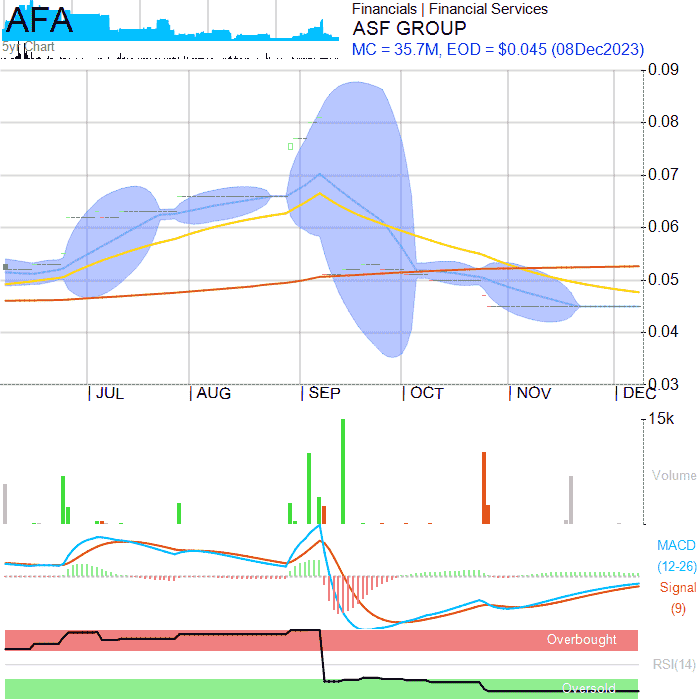 AFA
5yr Chart
Financials | Financial Services
ASF GROUP
MC = 35.7M, EOD = $0.045 (08Dec2023)
0.09
0.08
0.07
0.06
0.05
0.04
0.03
JUL
AUG
SEP
OCT
NOV
DEC
15k
Volume
MACD
(12-26)
Signal
(9)
Overbought
RSI(14)
Oversold